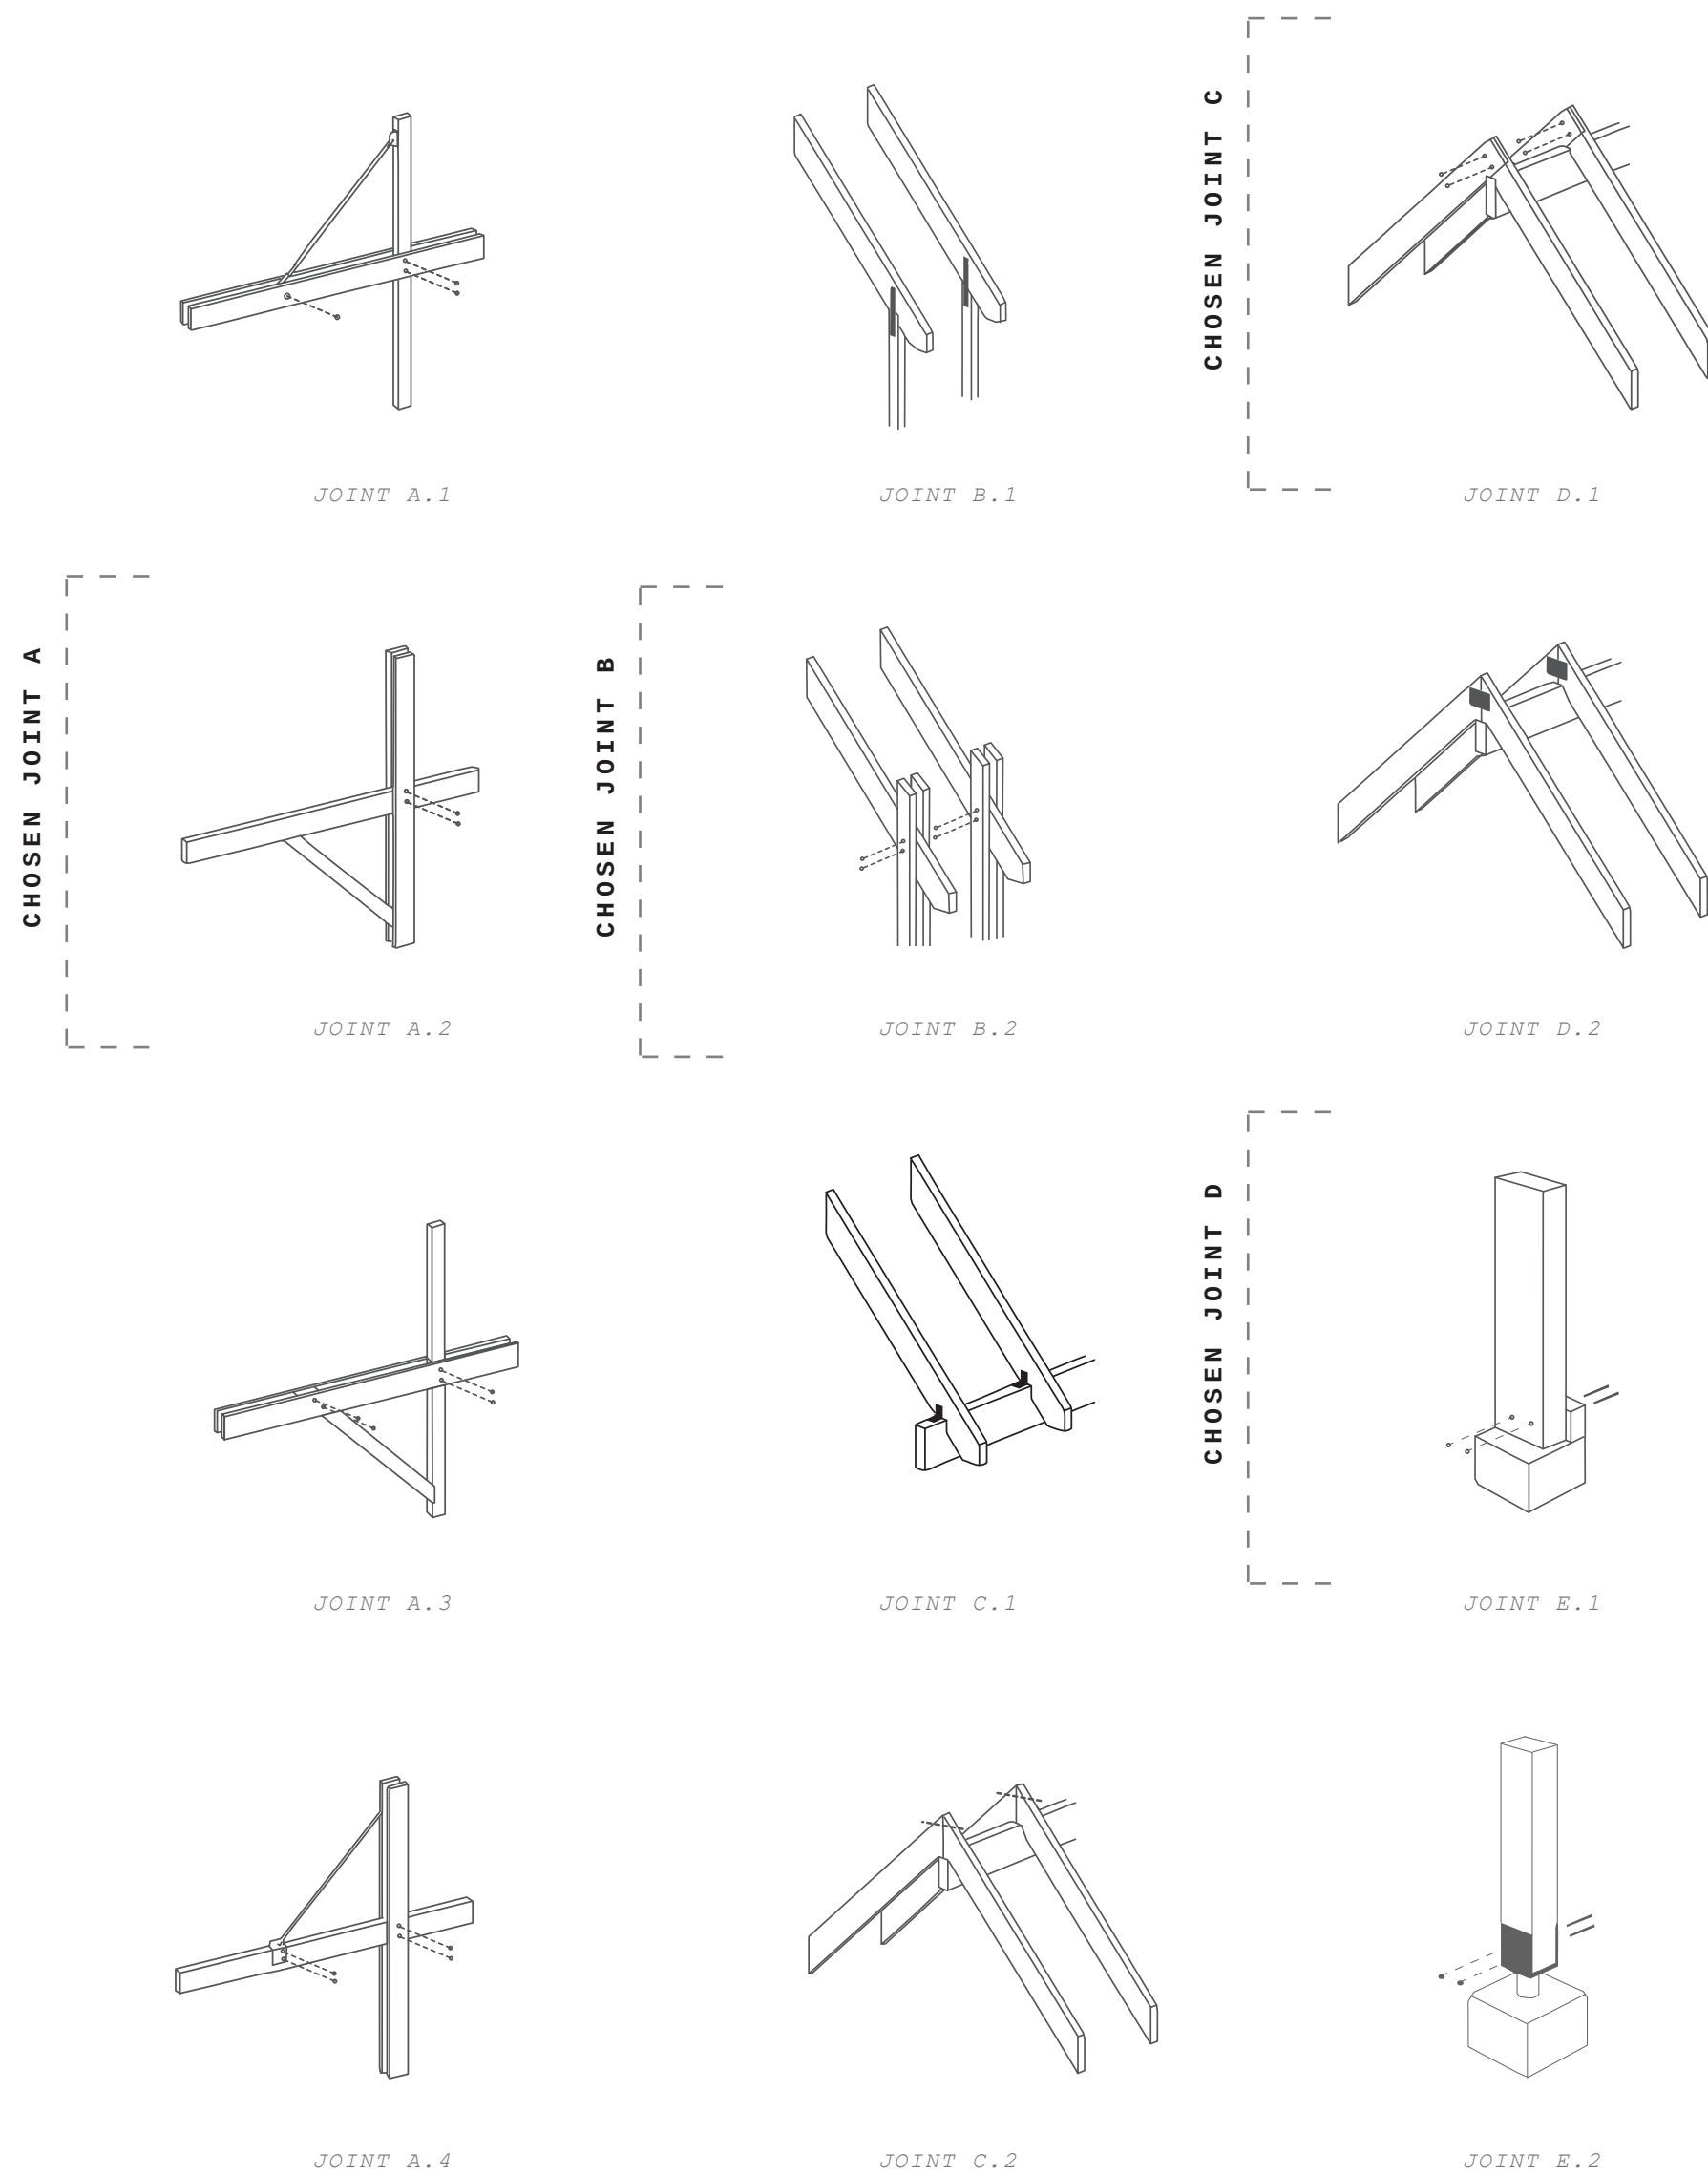 JOINT A.1
JOINT B.1
CHOSEN JOINT C
JOINT D.1
CHOSEN JOINT A
JOINT A.2
CHOSEN JOINT B
JOINT B.2
JOINT D.2
JOINT A.3
JOINT C.1
CHOSEN JOINT D
JOINT E.1
JOINT A.4
JOINT C.2
JOINT E.2